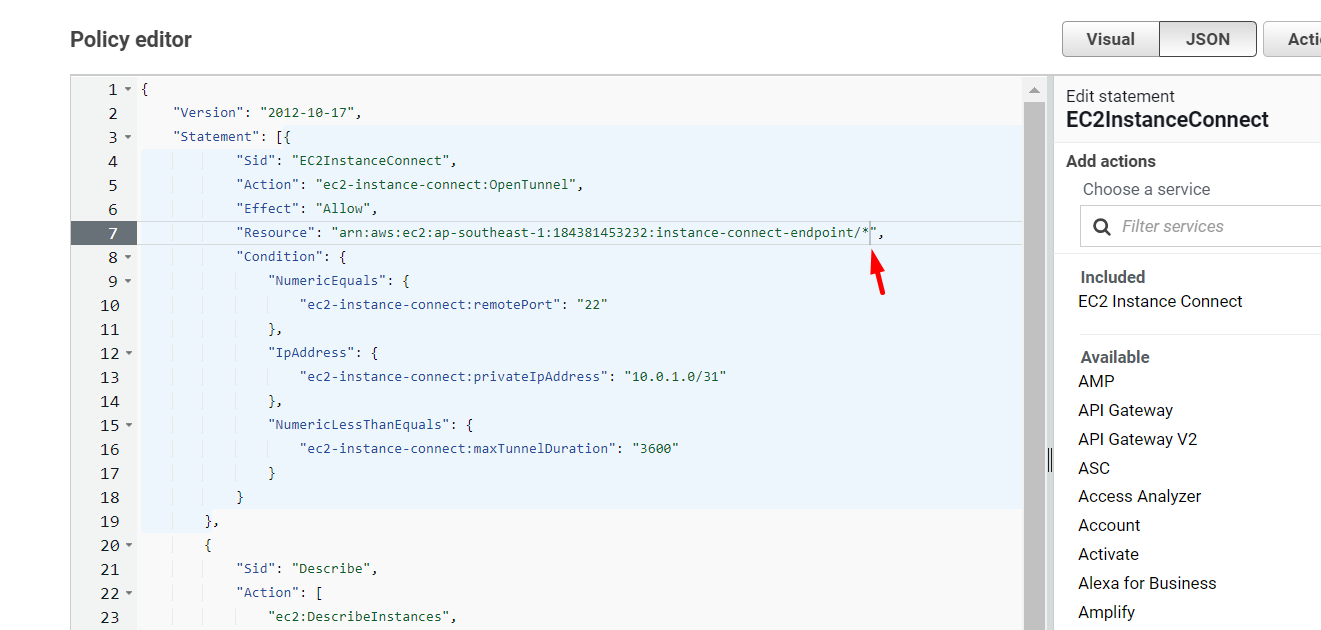 Policy editor
Visual
JSON
Acti
1 {
2 "Version": "2012-10-17",
3 "Statement": [{
4 "Sid": "EC2InstanceConnect",
5 "Action": "ec2-instance-connect:OpenTunnel",
6 "Effect": "Allow",
7 "Resource": "arn:aws:ec2:ap-southeast-1:184381453232:instance-connect-endpoint/*",
8 "Condition": {
9 "NumericEquals": {
10 "ec2-instance-connect:remotePort": "22"
11 },
12 "IpAddress": {
13 "ec2-instance-connect:privateIpAddress": "10.0.1.0/31"
14 },
15 "NumericLessThanEquals": {
16 "ec2-instance-connect:maxTunnelDuration": "3600"
17 }
18 }
19 },
20 {
21 "Sid": "Describe",
22 "Action": [
23 "ec2:DescribeInstances",
Edit statement
EC2InstanceConnect
Add actions
Choose a service
Filter services
Included
EC2 Instance Connect
Available
AMP
API Gateway
API Gateway V2
ASC
Access Analyzer
Account
Activate
Alexa for Business
Amplify